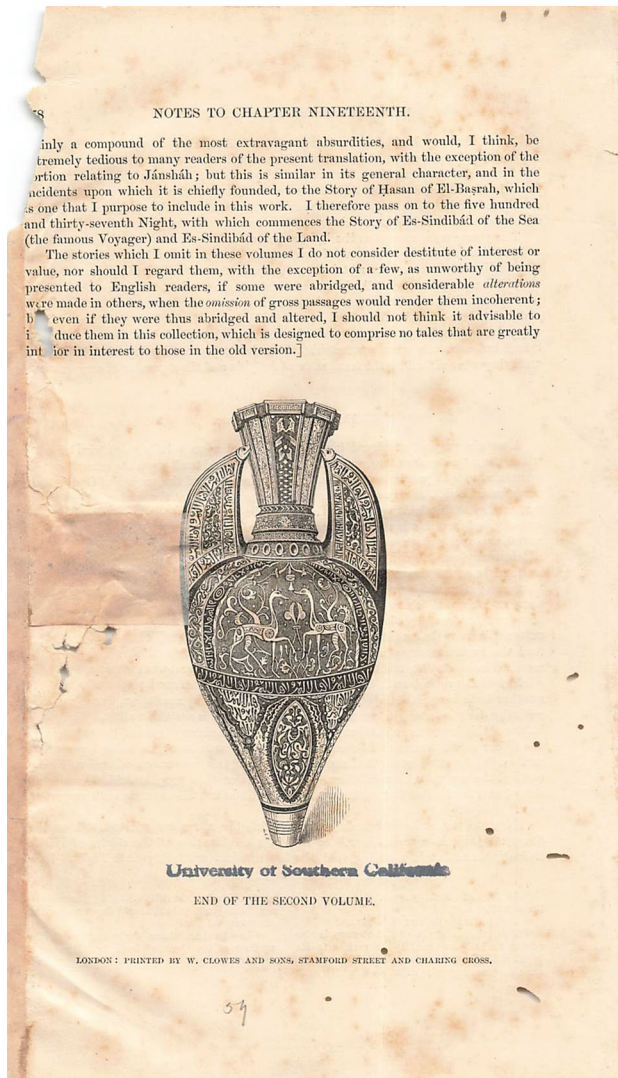 8 NOTES TO CHAPTER NINETEENTH.
inly a compound of the most extravagant absurdities, and would, I think, be
tremely tedious to many readers of the present translation, with the exception of the
ortion relating to Jánsháh; but this is similar in its general character, and in the
ncidents upon which it is chiefly founded, to the Story of Ḥasan of El-Baṣrah, which
s one that I purpose to include in this work. I therefore pass on to the five hundred
and thirty-seventh Night, with which commences the Story of Es-Sindibád of the Sea
(the famous Voyager) and Es-Sindibád of the Land.
The stories which I omit in these volumes I do not consider destitute of interest or
value, nor should I regard them, with the exception of a few, as unworthy of being
presented to English readers, if some were abridged, and considerable alterations
were made in others, when the omission of gross passages would render them incoherent;
b even if they were thus abridged and altered, I should not think it advisable to
i duce them in this collection, which is designed to comprise no tales that are greatly
inf ior in interest to those in the old version.]
University of Southern California
END OF THE SECOND VOLUME.
LONDON: PRINTED BY W. CLOWES AND SONS, STAMFORD STREET AND CHARING CROSS.